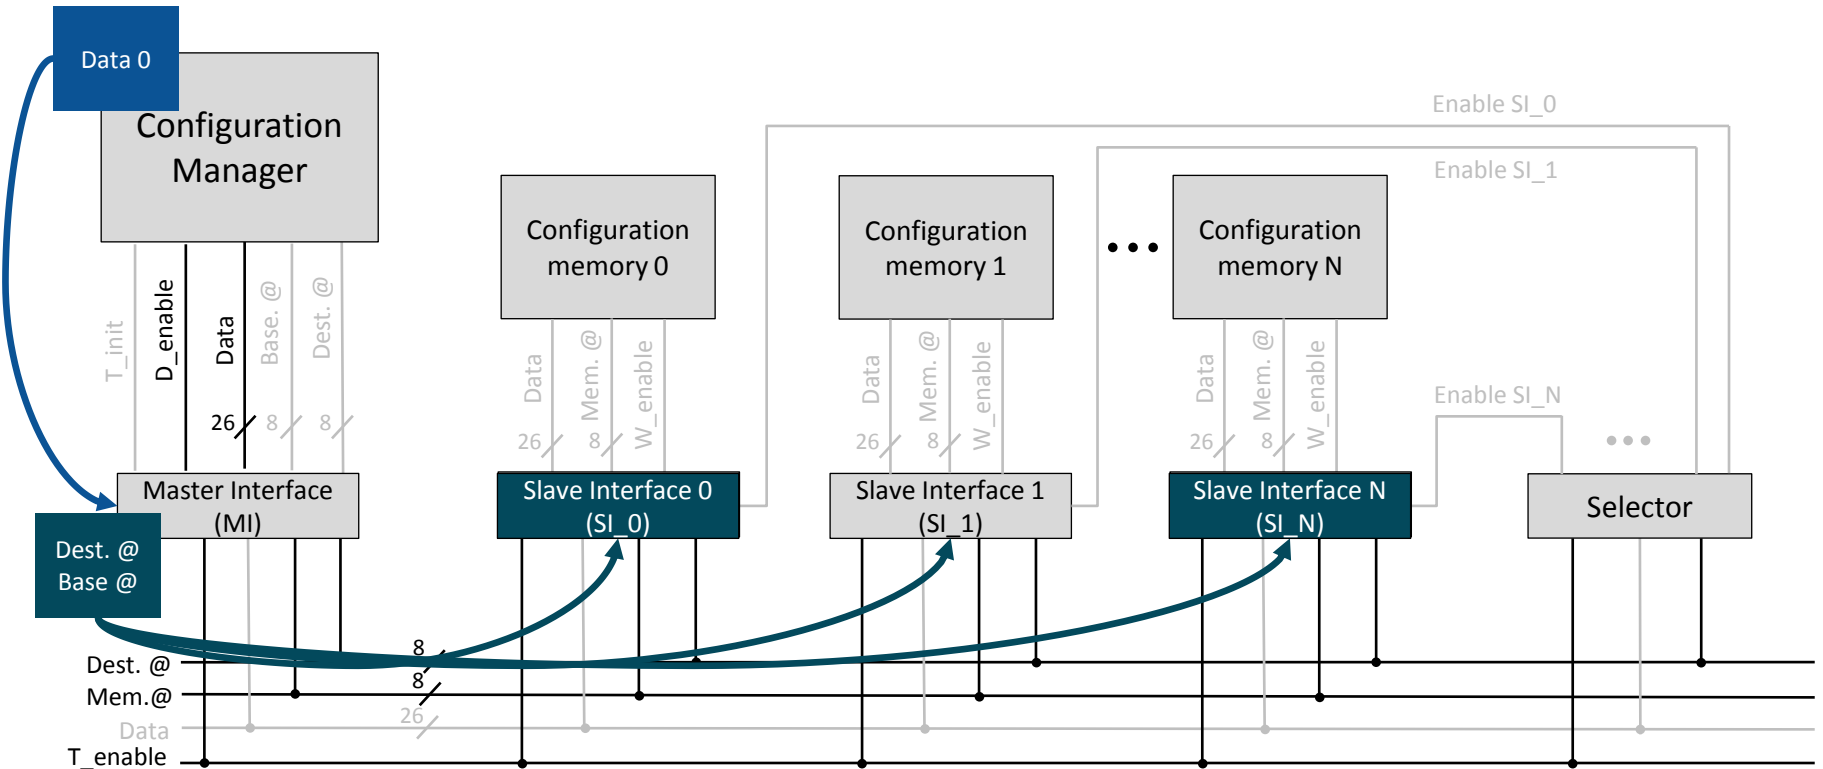 Data 0
Configuration
Manager
Enable SI_0
Enable SI_1
Configuration
memory 0
Configuration
memory 1
Configuration
memory N
T_init
D_enable
Data
Base. @
Dest. @
26
8
8
Data
Mem. @
W_enable
26
8
Data
Mem. @
W_enable
26
8
Data
Mem. @
W_enable
26
8
Enable SI_N
Master Interface
(MI)
Slave Interface 0
(SI_0)
Slave Interface 1
(SI_1)
Slave Interface N
(SI_N)
Selector
Dest. @
Base @
Dest. @
8
Mem.@
8
Data
26
T_enable